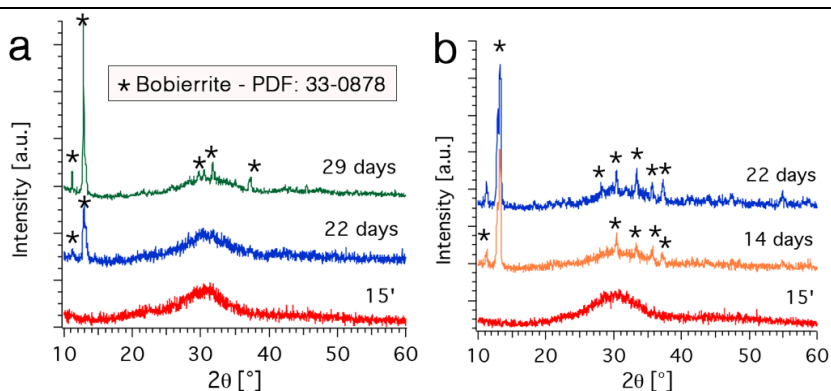 a
* Bobierrite - PDF: 33-0878
* * * * *
29 days
* *
22 days
15'
Intensity [a.u.]
10 20 30 40 50 60
2θ [°]
b
*
* * * * *
22 days
* * * * *
14 days
15'
Intensity [a.u.]
10 20 30 40 50 60
2θ [°]